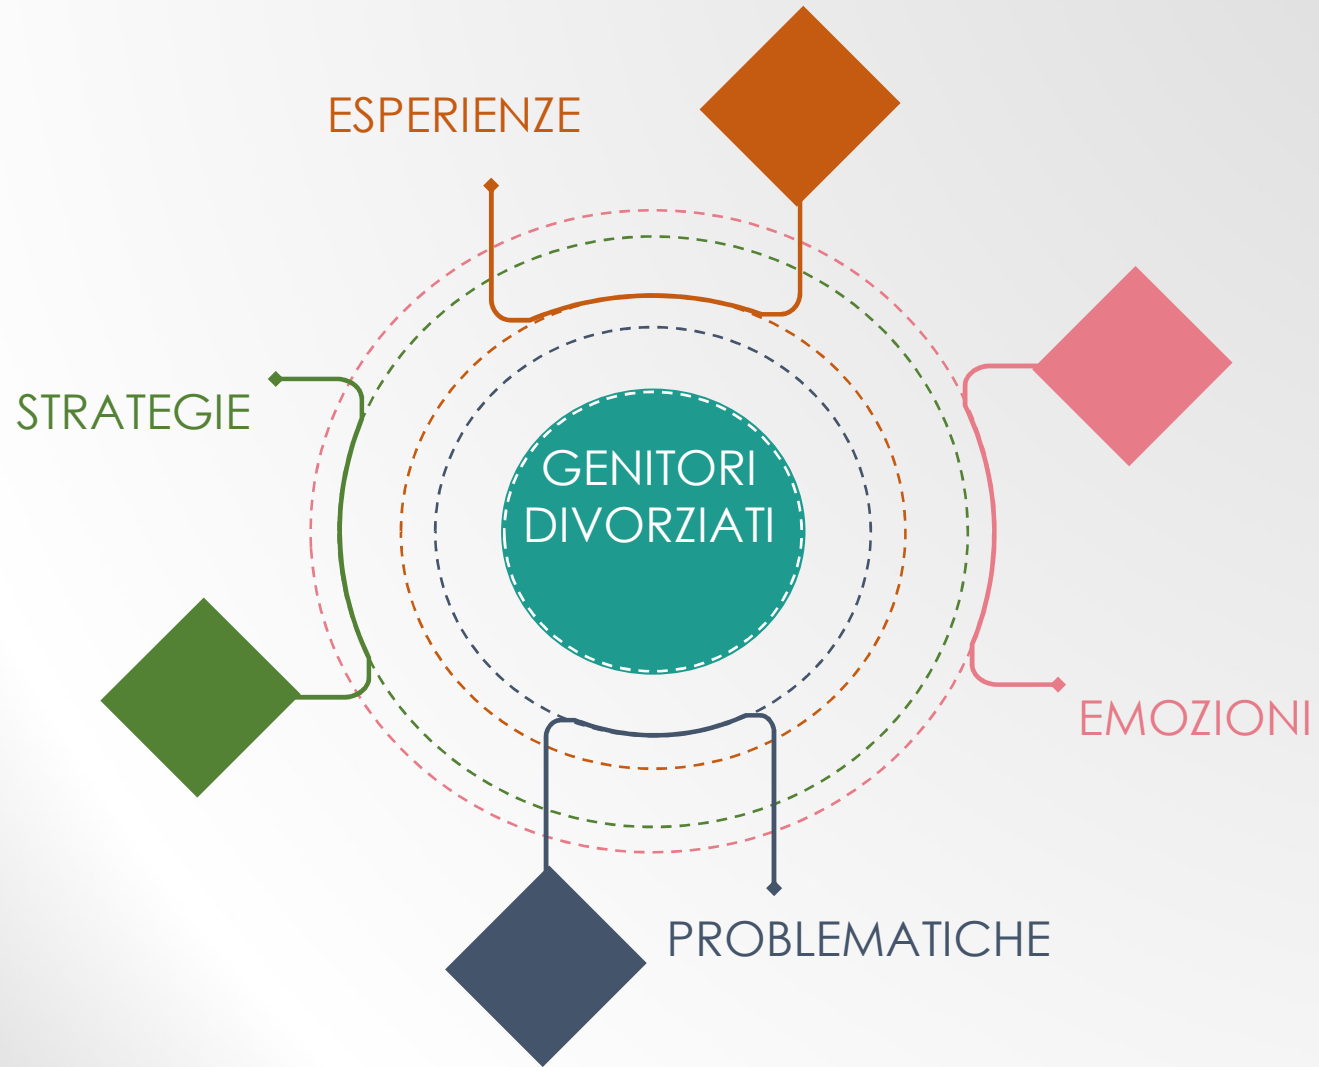 ESPERIENZE
STRATEGIE
GENITORI
DIVORZIATI
EMOZIONI
PROBLEMATICHE